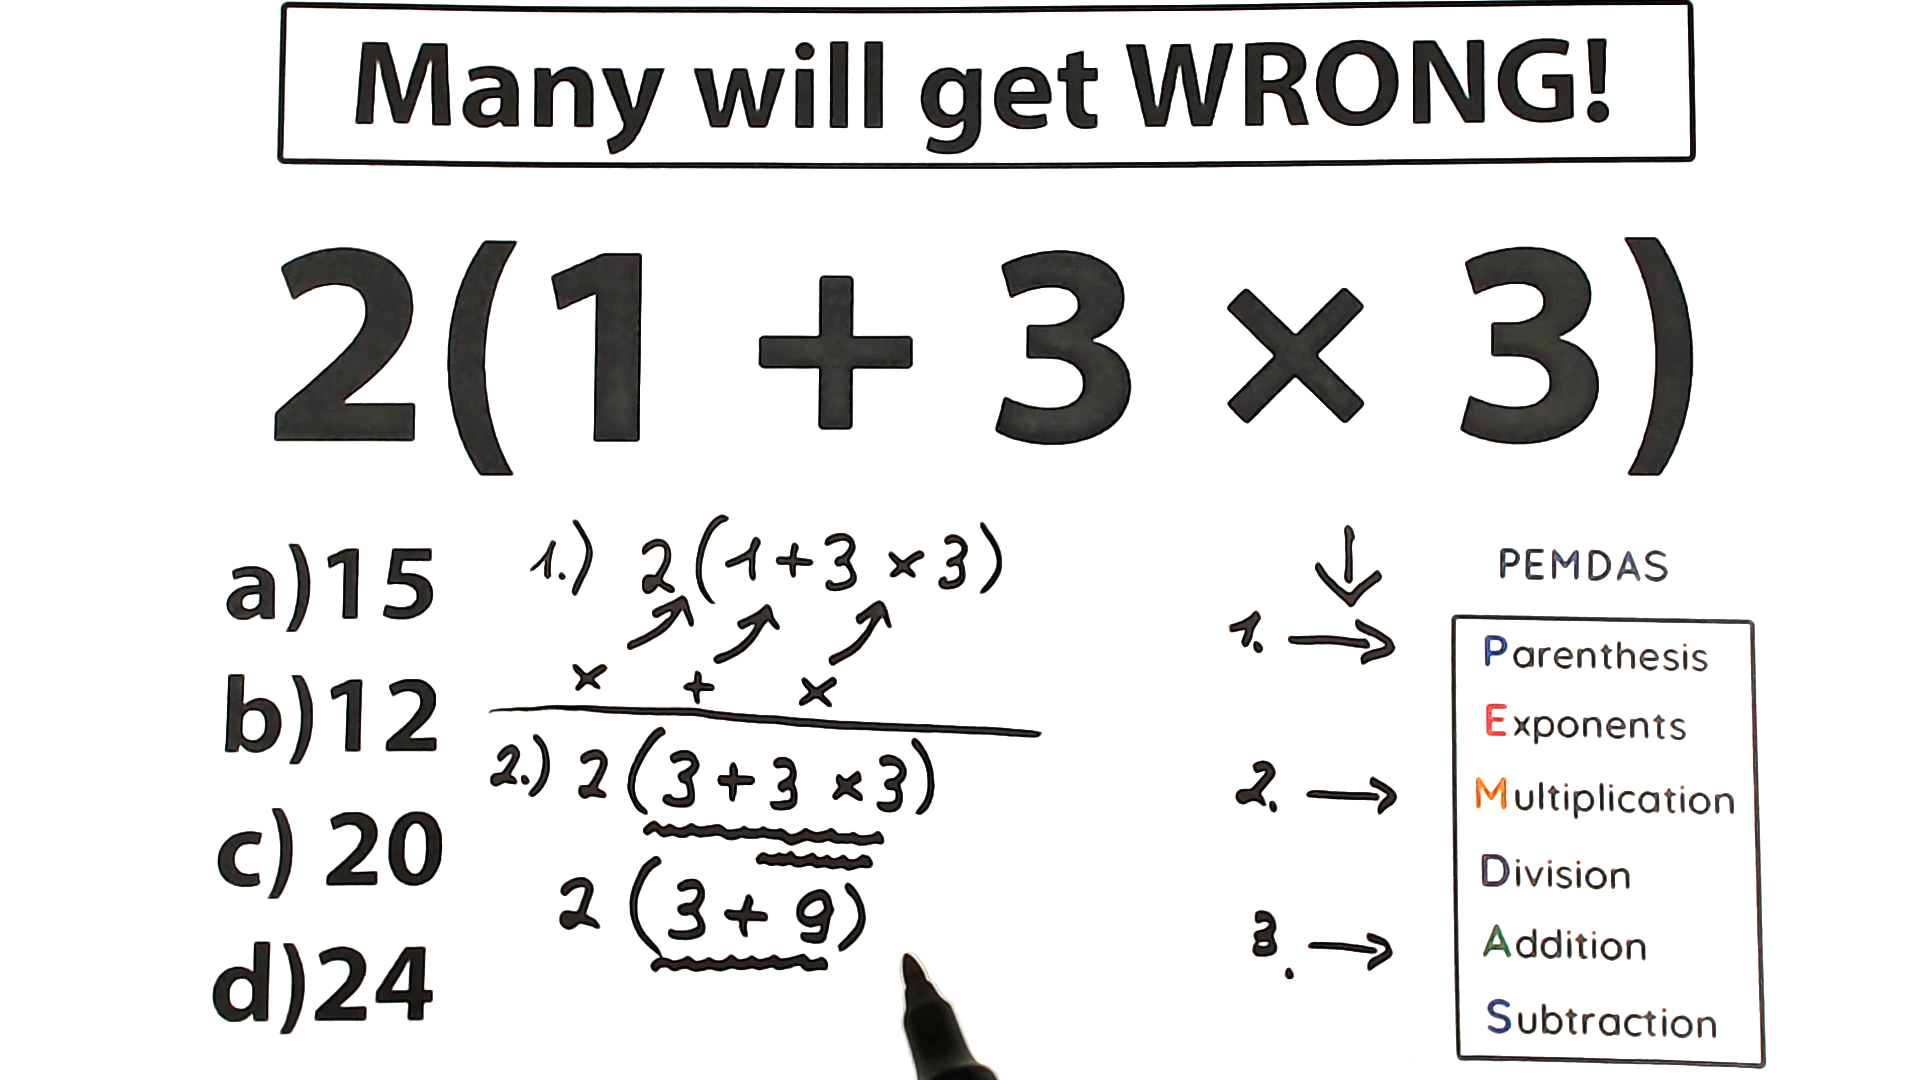 Many will get WRONG!
2(1 + 3 × 3)
a)15
b)12
c) 20
d)24
1.) 2(1+3 × 3)
× + ×
2.) 2(3+3 ×3)
2 (3+ 9)
PEMDAS
1. → Parenthesis
Exponents
2. → Multiplication
Division
3. → Addition
Subtraction